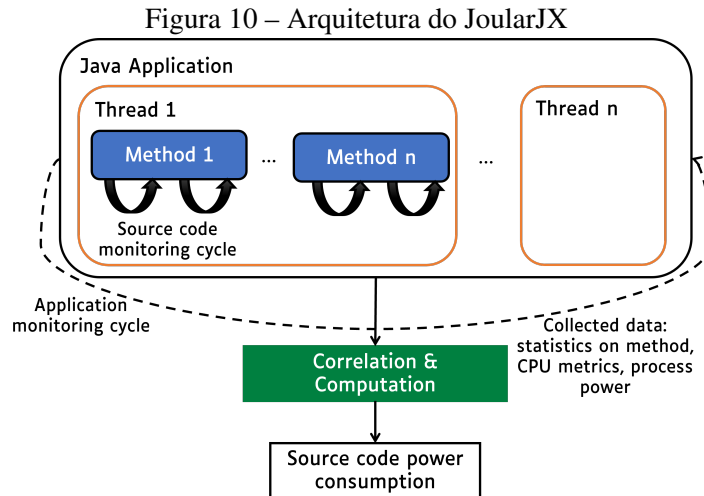 Figura 10 – Arquitetura do JoularJX
Java Application
Thread 1
Thread n
Method 1
...
Method n
...
Source code
monitoring cycle
Application
monitoring cycle
Collected data:
statistics on method,
CPU metrics, process
power
Correlation &
Computation
Source code power
consumption